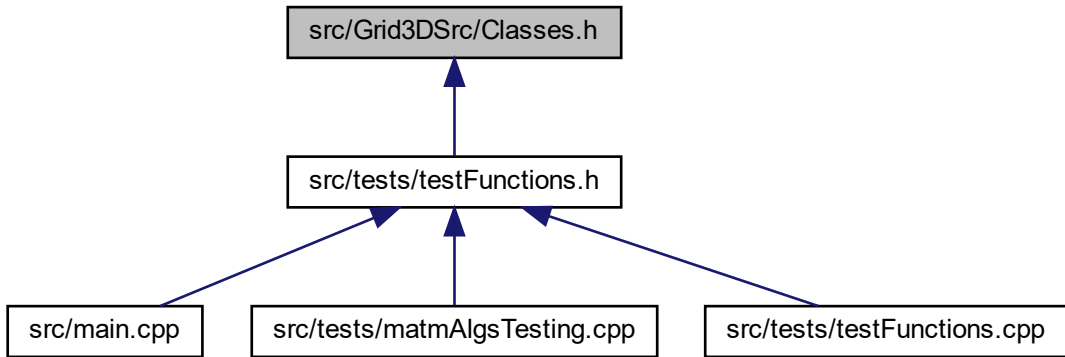 src/Grid3DSrc/Classes.h
src/tests/testFunctions.h
src/main.cpp
src/tests/matmAlgsTesting.cpp
src/tests/testFunctions.cpp